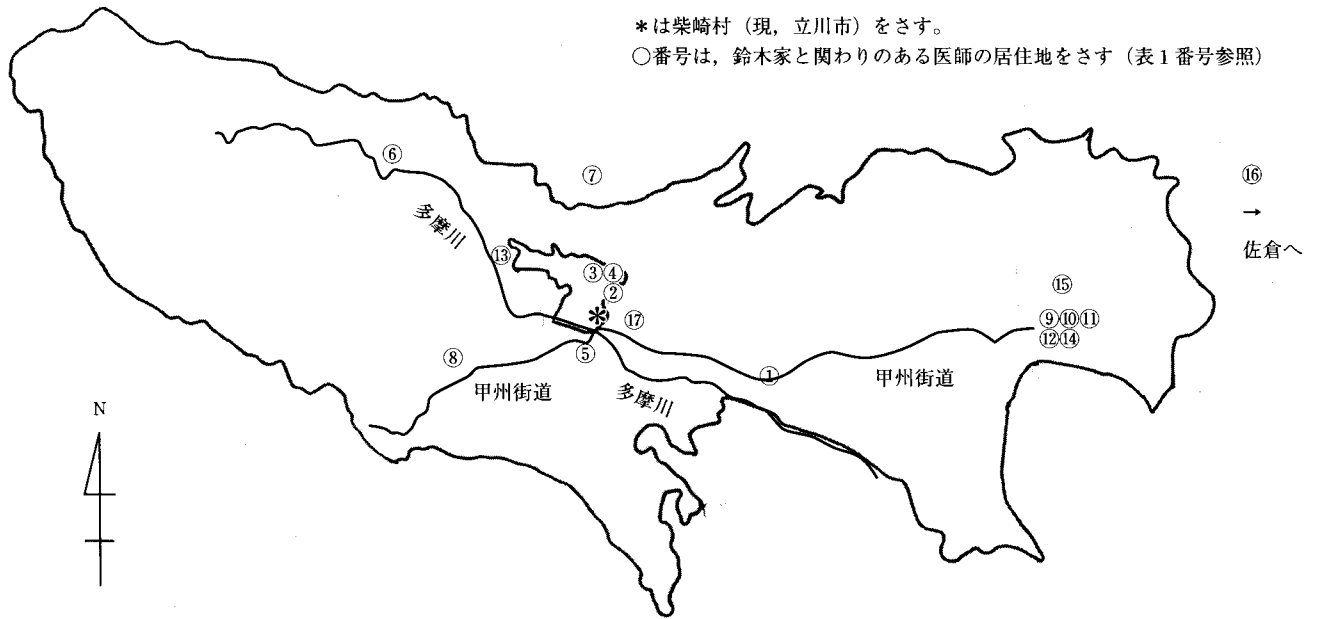 *は柴崎村（現，立川市）をさす。
○番号は，鈴木家と関わりのある医師の居住地をさす（表１番号参照）
⑥
⑦
⑯
→
佐倉へ
多摩川
⑬
③④
②
*
⑰
⑤
⑧
甲州街道
多摩川
①
甲州街道
⑮
⑨⑩⑪
⑫⑭
N